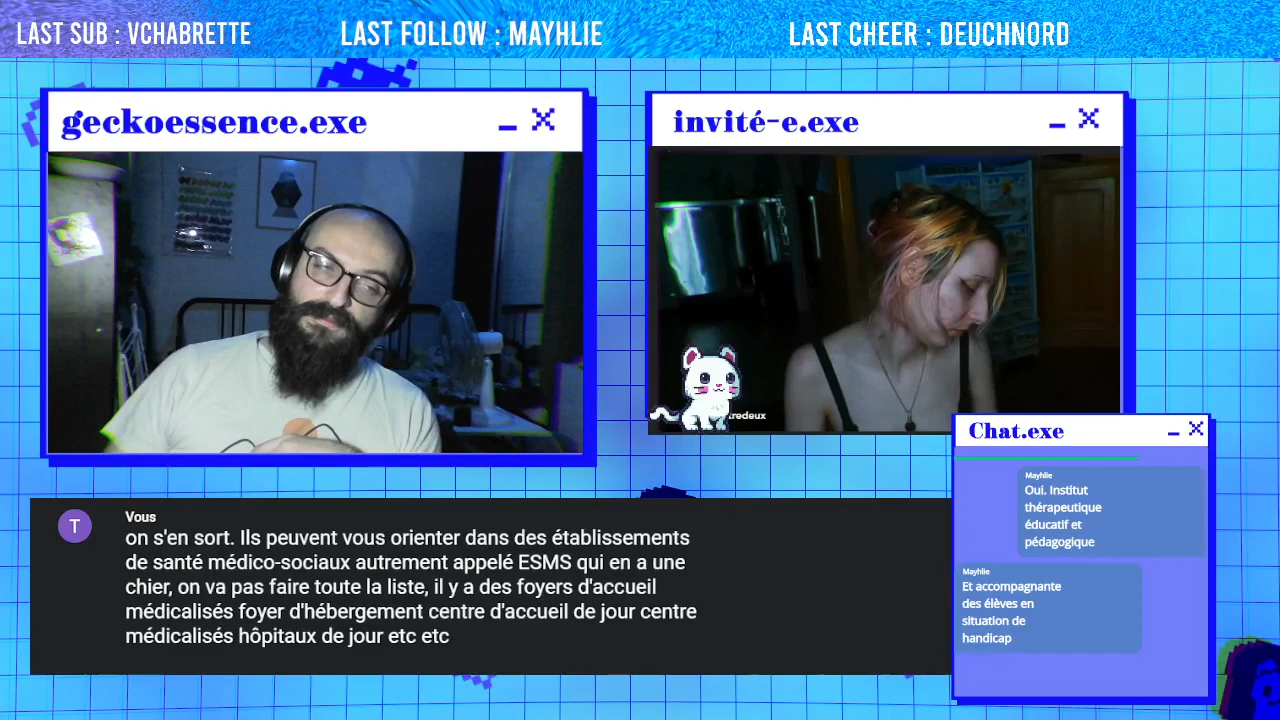 LAST SUB : VCHABRETTE
LAST FOLLOW : MAYHLIE
LAST CHEER : DEUCHNORD
geckoessence.exe
invité-e.exe
tredeux
T
Vous
on s'en sort. Ils peuvent vous orienter dans des établissements
de santé médico-sociaux autrement appelé ESMS qui en a une
chier, on va pas faire toute la liste, il y a des foyers d'accueil
médicalisés foyer d'hébergement centre d'accueil de jour centre
médicalisés hôpitaux de jour etc etc
Chat.exe
Mayhlie
Oui. Institut
thérapeutique
éducatif et
pédagogique
Mayhlie
Et accompagnante
des élèves en
situation de
handicap